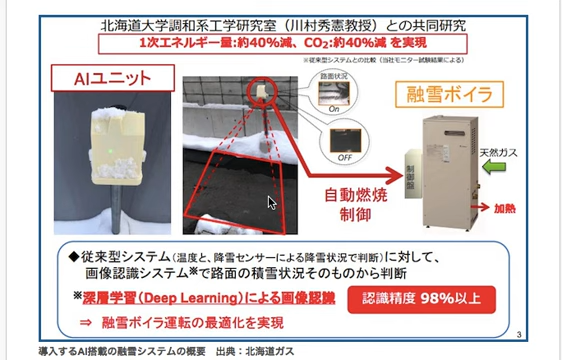 北海道大学調和系工学研究室（川村秀憲教授）との共同研究
1次エネルギー量:約40%減、CO2:約40%減 を実現
※従来型システムとの比較（当社モニター試験結果による）
AIユニット
路面状況
On
OFF
融雪ボイラ
制御盤
天然ガス
加熱
自動燃焼
制御
◆従来型システム（温度と、降雪センサーによる降雪状況で判断）に対して、
画像認識システム※で路面の積雪状況そのものから判断
※深層学習（Deep Learning）による画像認識
認識精度 98%以上
⇒ 融雪ボイラ運転の最適化を実現
3
導入するAI搭載の融雪システムの概要 出典：北海道ガス